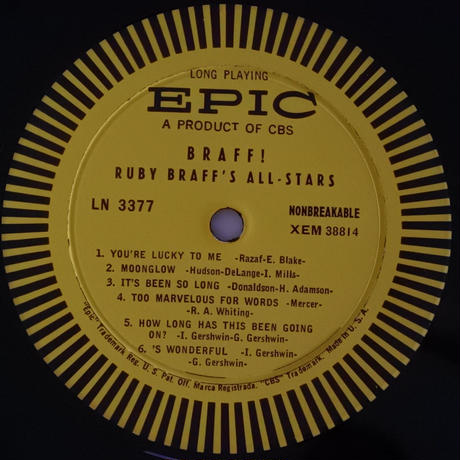 LONG PLAYING
EPIC
A PRODUCT OF CBS
BRAFF!
RUBY BRAFF'S ALL-STARS
LN 3377
NONBREAKABLE
XEM 38814
1. YOU'RE LUCKY TO ME -Razaf-E. Blake-
2. MOONGLOW -Hudson-DeLange-I. Mills-
3. IT'S BEEN SO LONG -Donaldson-H. Adamson-
4. TOO MARVELOUS FOR WORDS -Mercer-
R. A. Whiting-
5. HOW LONG HAS THIS BEEN GOING
ON? -I. Gershwin-G. Gershwin-
6. 'S WONDERFUL -I. Gershwin-
-G. Gershwin-
"Epic" Trademark Reg. U. S. Pat. Off. Marca Registrada. "CBS" Trademark. Made in U. S. A.